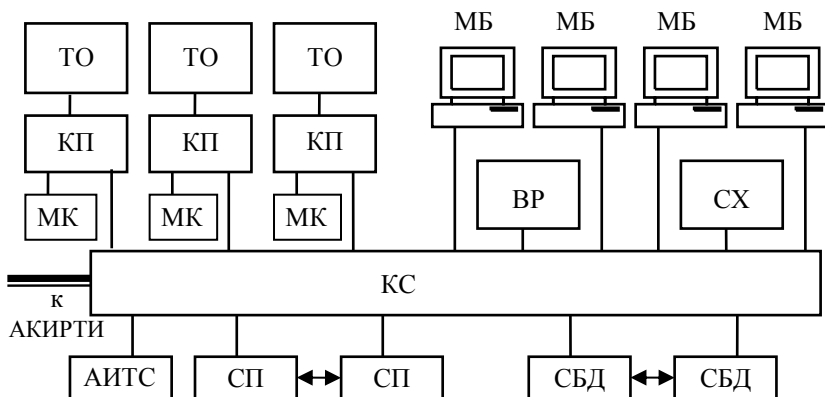 МБ МБ МБ МБ
ТО ТО ТО
КП КП КП
МК МК МК ВР СХ
КС
к
АКИРТИ
АИТС СП СП СБД СБД